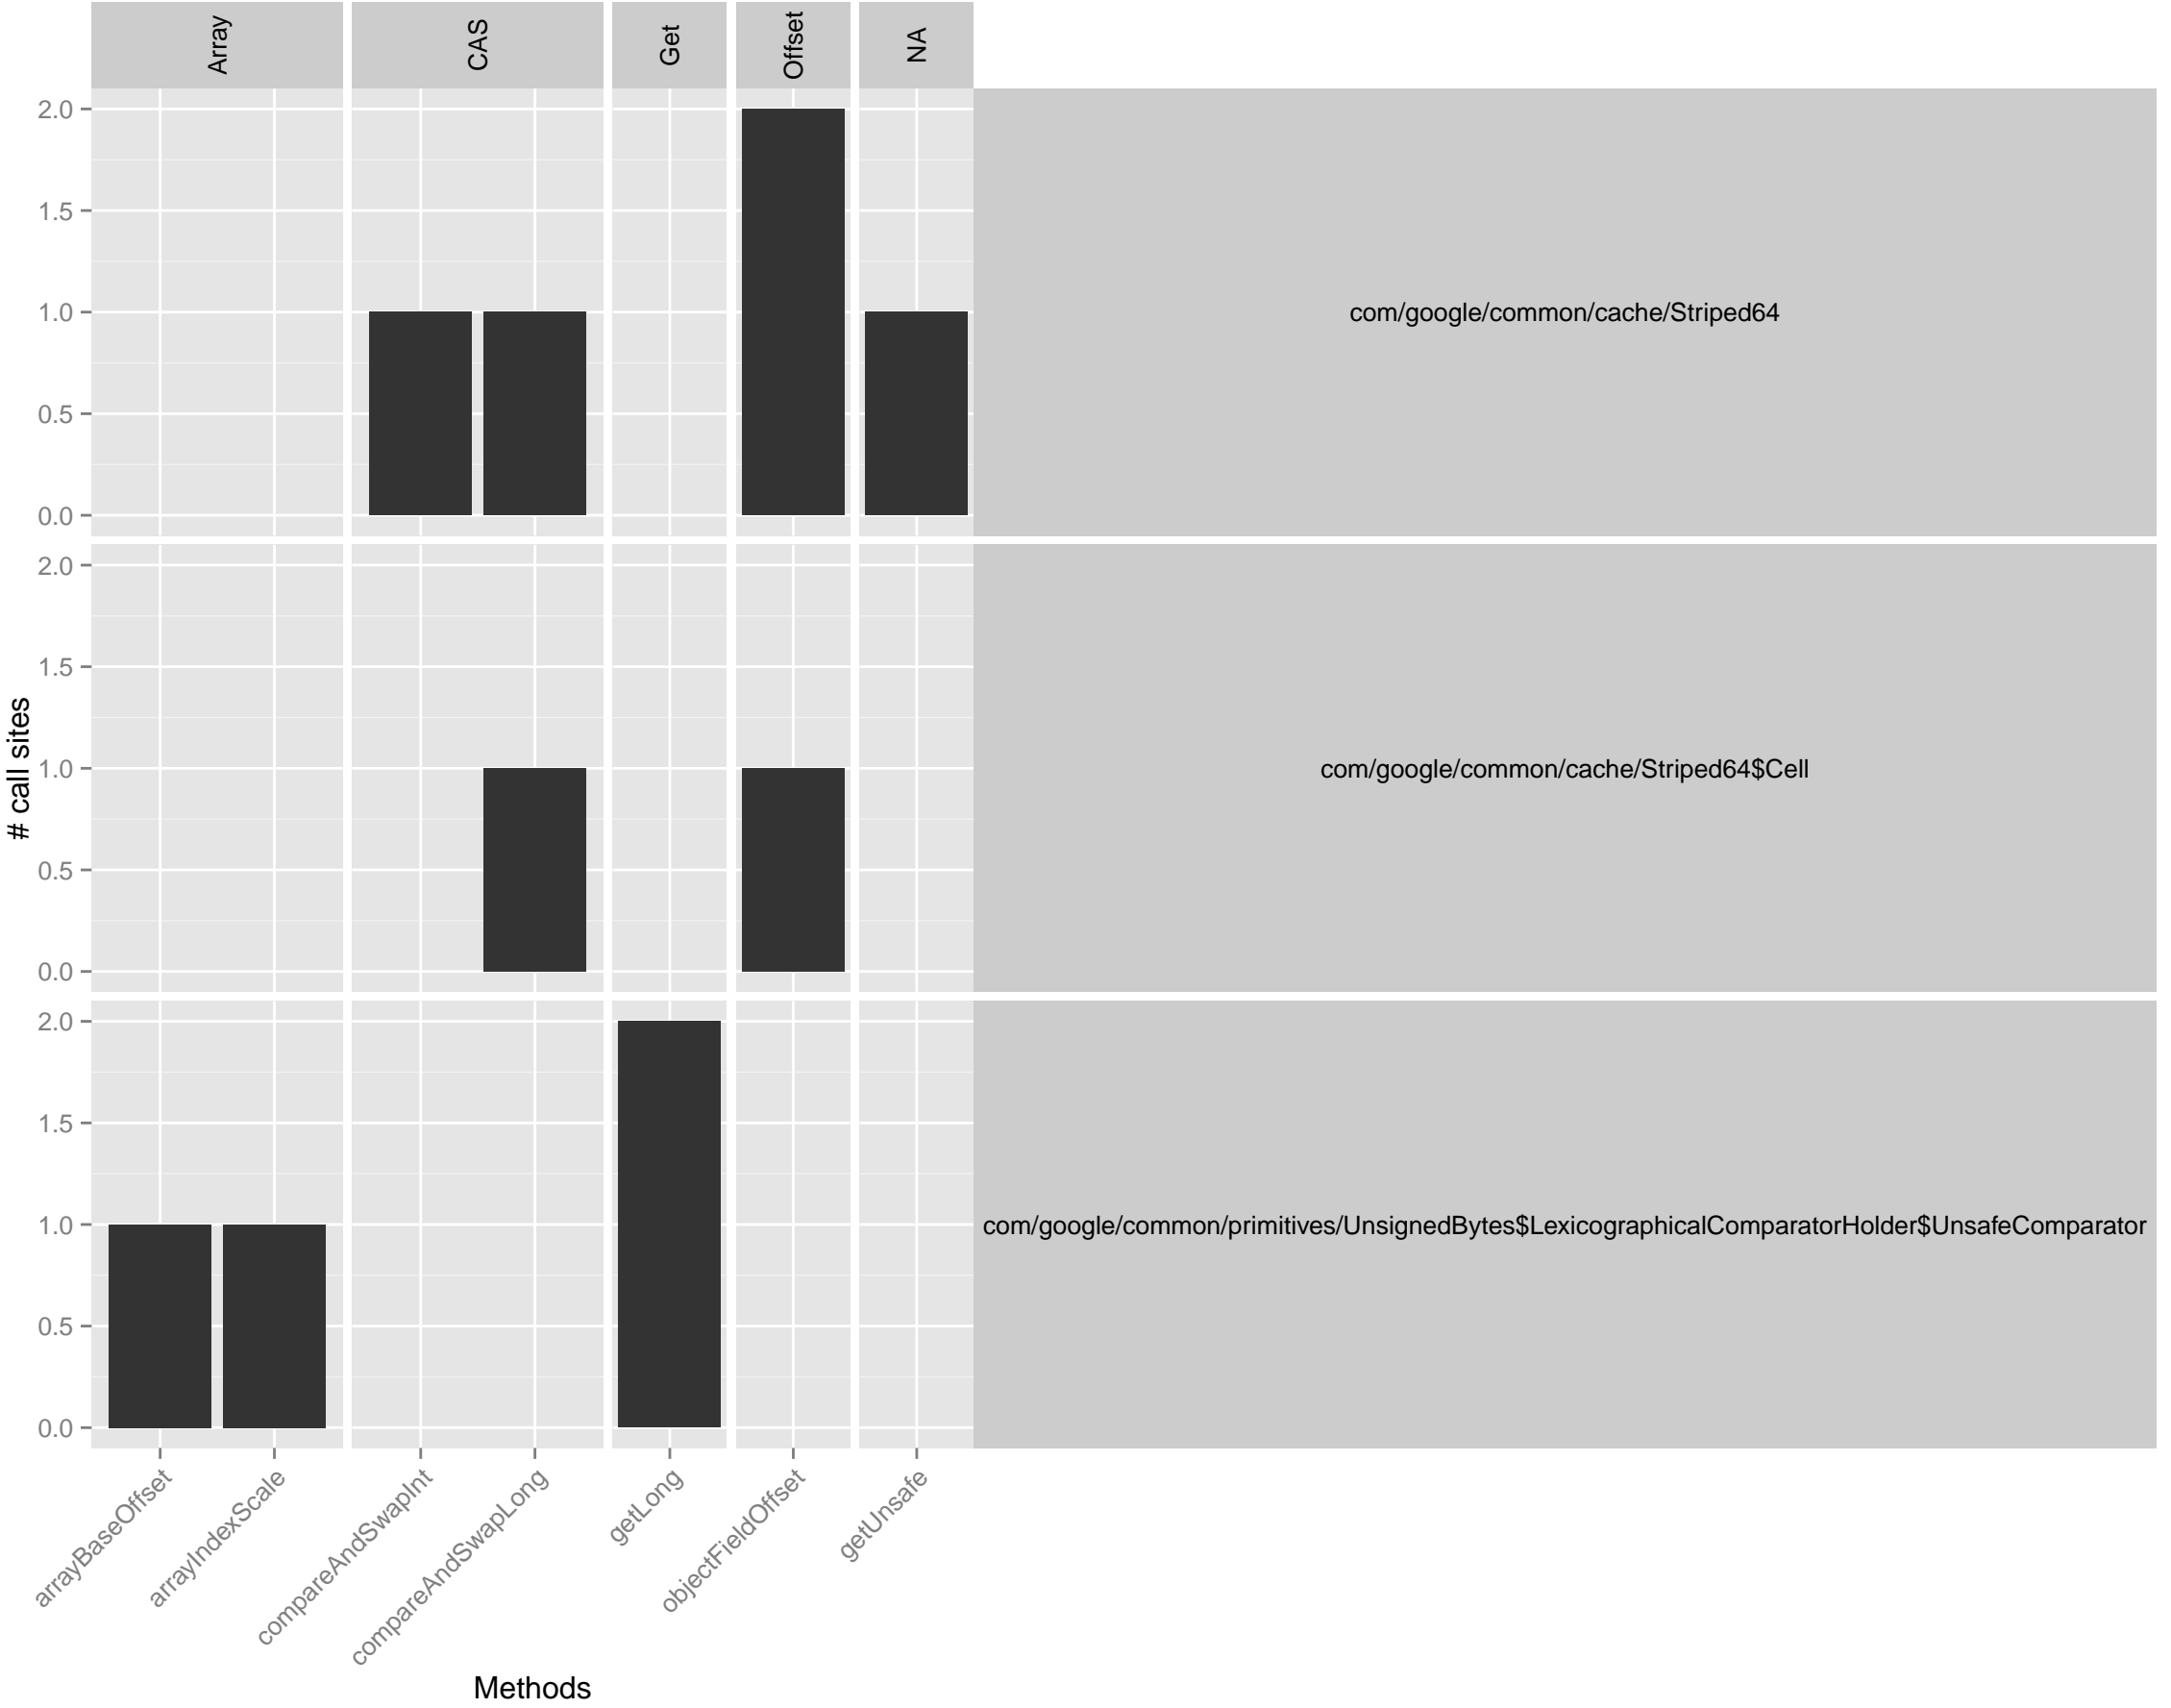 Array
CAS
Get
Offset
NA
2.0
1.5
1.0
0.5
0.0
com/google/common/cache/Striped64
2.0
1.5
1.0
0.5
0.0
com/google/common/cache/Striped64$Cell
2.0
1.5
1.0
0.5
0.0
com/google/common/primitives/UnsignedBytes$LexicographicalComparatorHolder$UnsafeComparator
# call sites
arrayBaseOffset
arrayIndexScale
compareAndSwapInt
compareAndSwapLong
getLong
objectFieldOffset
getUnsafe
Methods